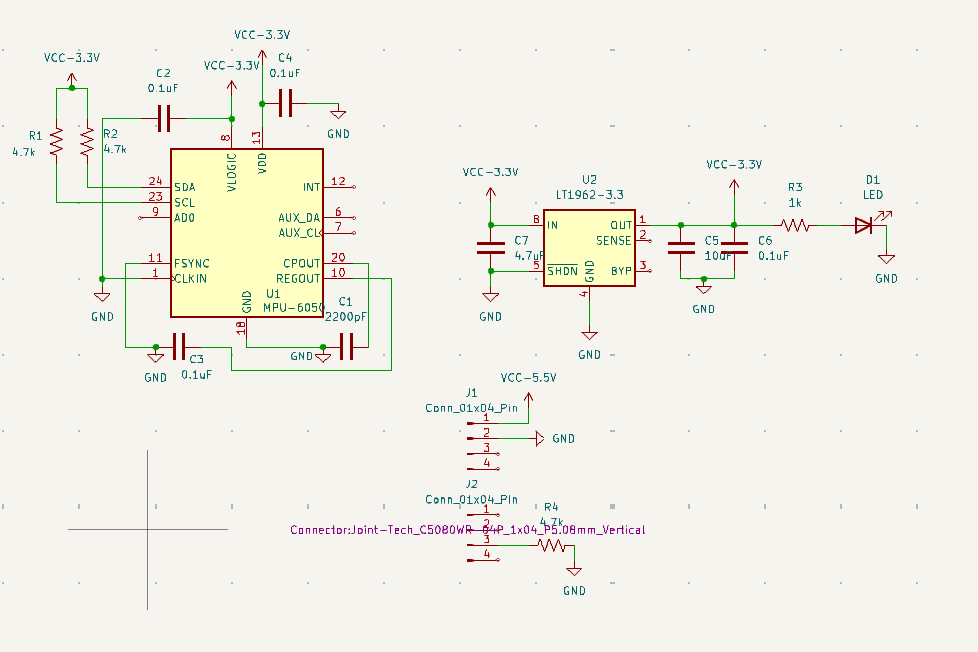 VCC-3.3V
VCC-3.3V
VCC-3.3V
C4
0.1uF
C2
0.1uF
GND
R1
4.7k
R2
4.7k
8
13
VLOGIC
VDD
24 SDA
23 SCL
9 AD0
11 FSYNC
1 CLKIN
INT 12
AUX_DA 6
AUX_CL 7
CPOUT 20
REGOUT 10
GND
18
U1
MPU-6050
GND
C1
2200pF
GND
C3
0.1uF
GND
VCC-3.3V
U2
LT1962-3.3
8 IN
5 SHDN
OUT 1
SENSE 2
BYP 3
GND
4
C7
4.7uF
GND
GND
VCC-3.3V
C5
10uF
C6
0.1uF
GND
R3
1k
D1
LED
GND
VCC-5.5V
J1
Conn_01x04_Pin
1
2
3
4
GND
J2
Conn_01x04_Pin
1
2
3
4
R4
4.7k
Connector:Joint-Tech_C5080WR-04P_1x04_P5.08mm_Vertical
GND